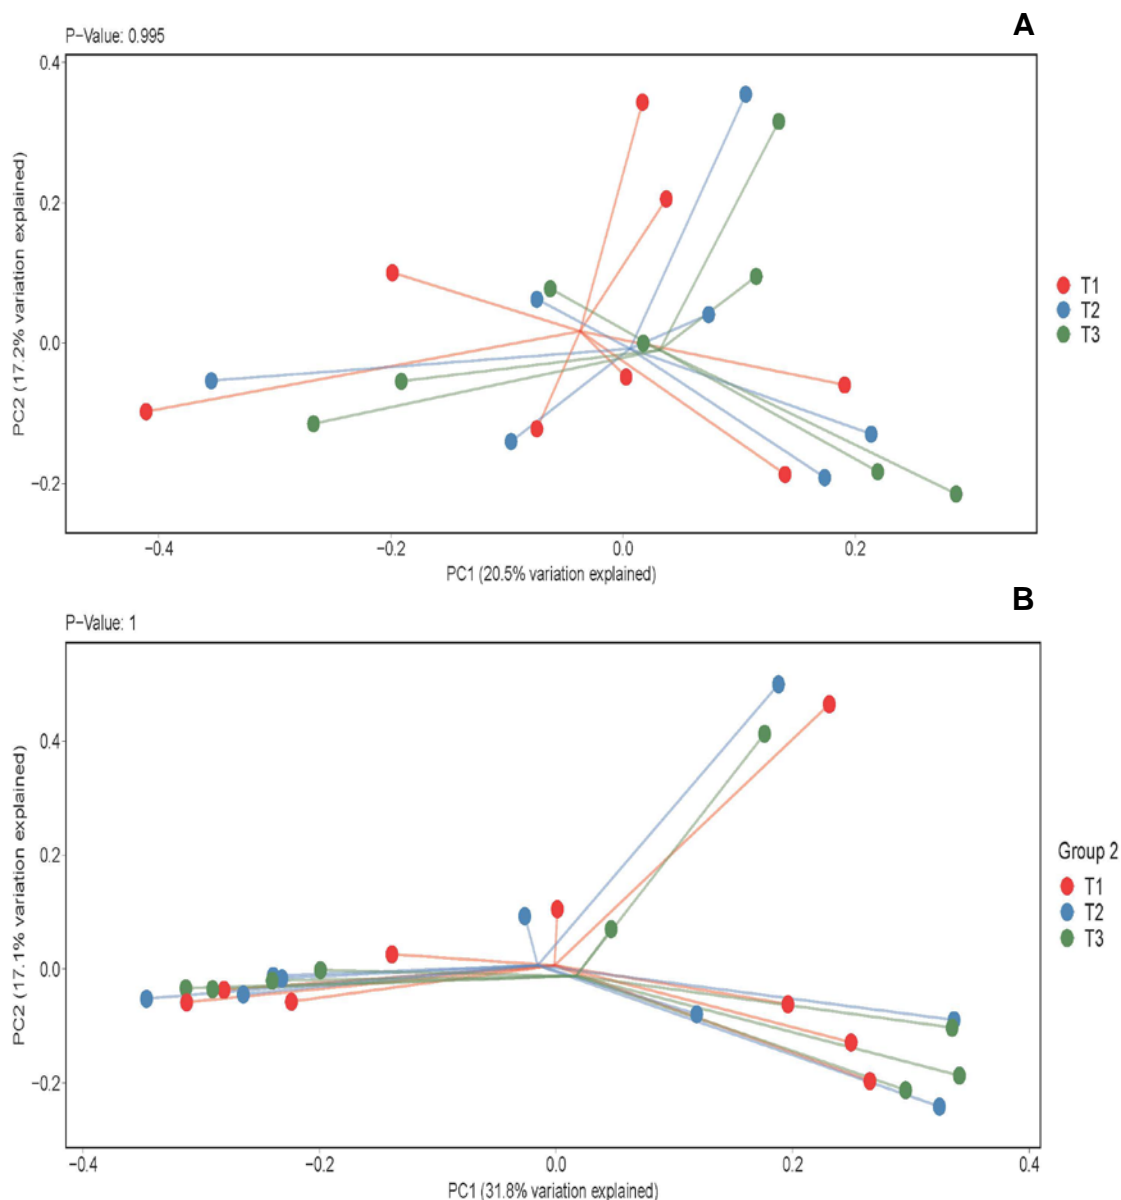 A
P-Value: 0.995
0.4
0.2
0.0
−0.2
PC2 (17.2% variation explained)
−0.4
−0.2
0.0
0.2
PC1 (20.5% variation explained)
T1
T2
T3
B
P-Value: 1
0.4
0.2
0.0
−0.2
PC2 (17.1% variation explained)
−0.4
−0.2
0.0
0.2
0.4
PC1 (31.8% variation explained)
Group 2
T1
T2
T3